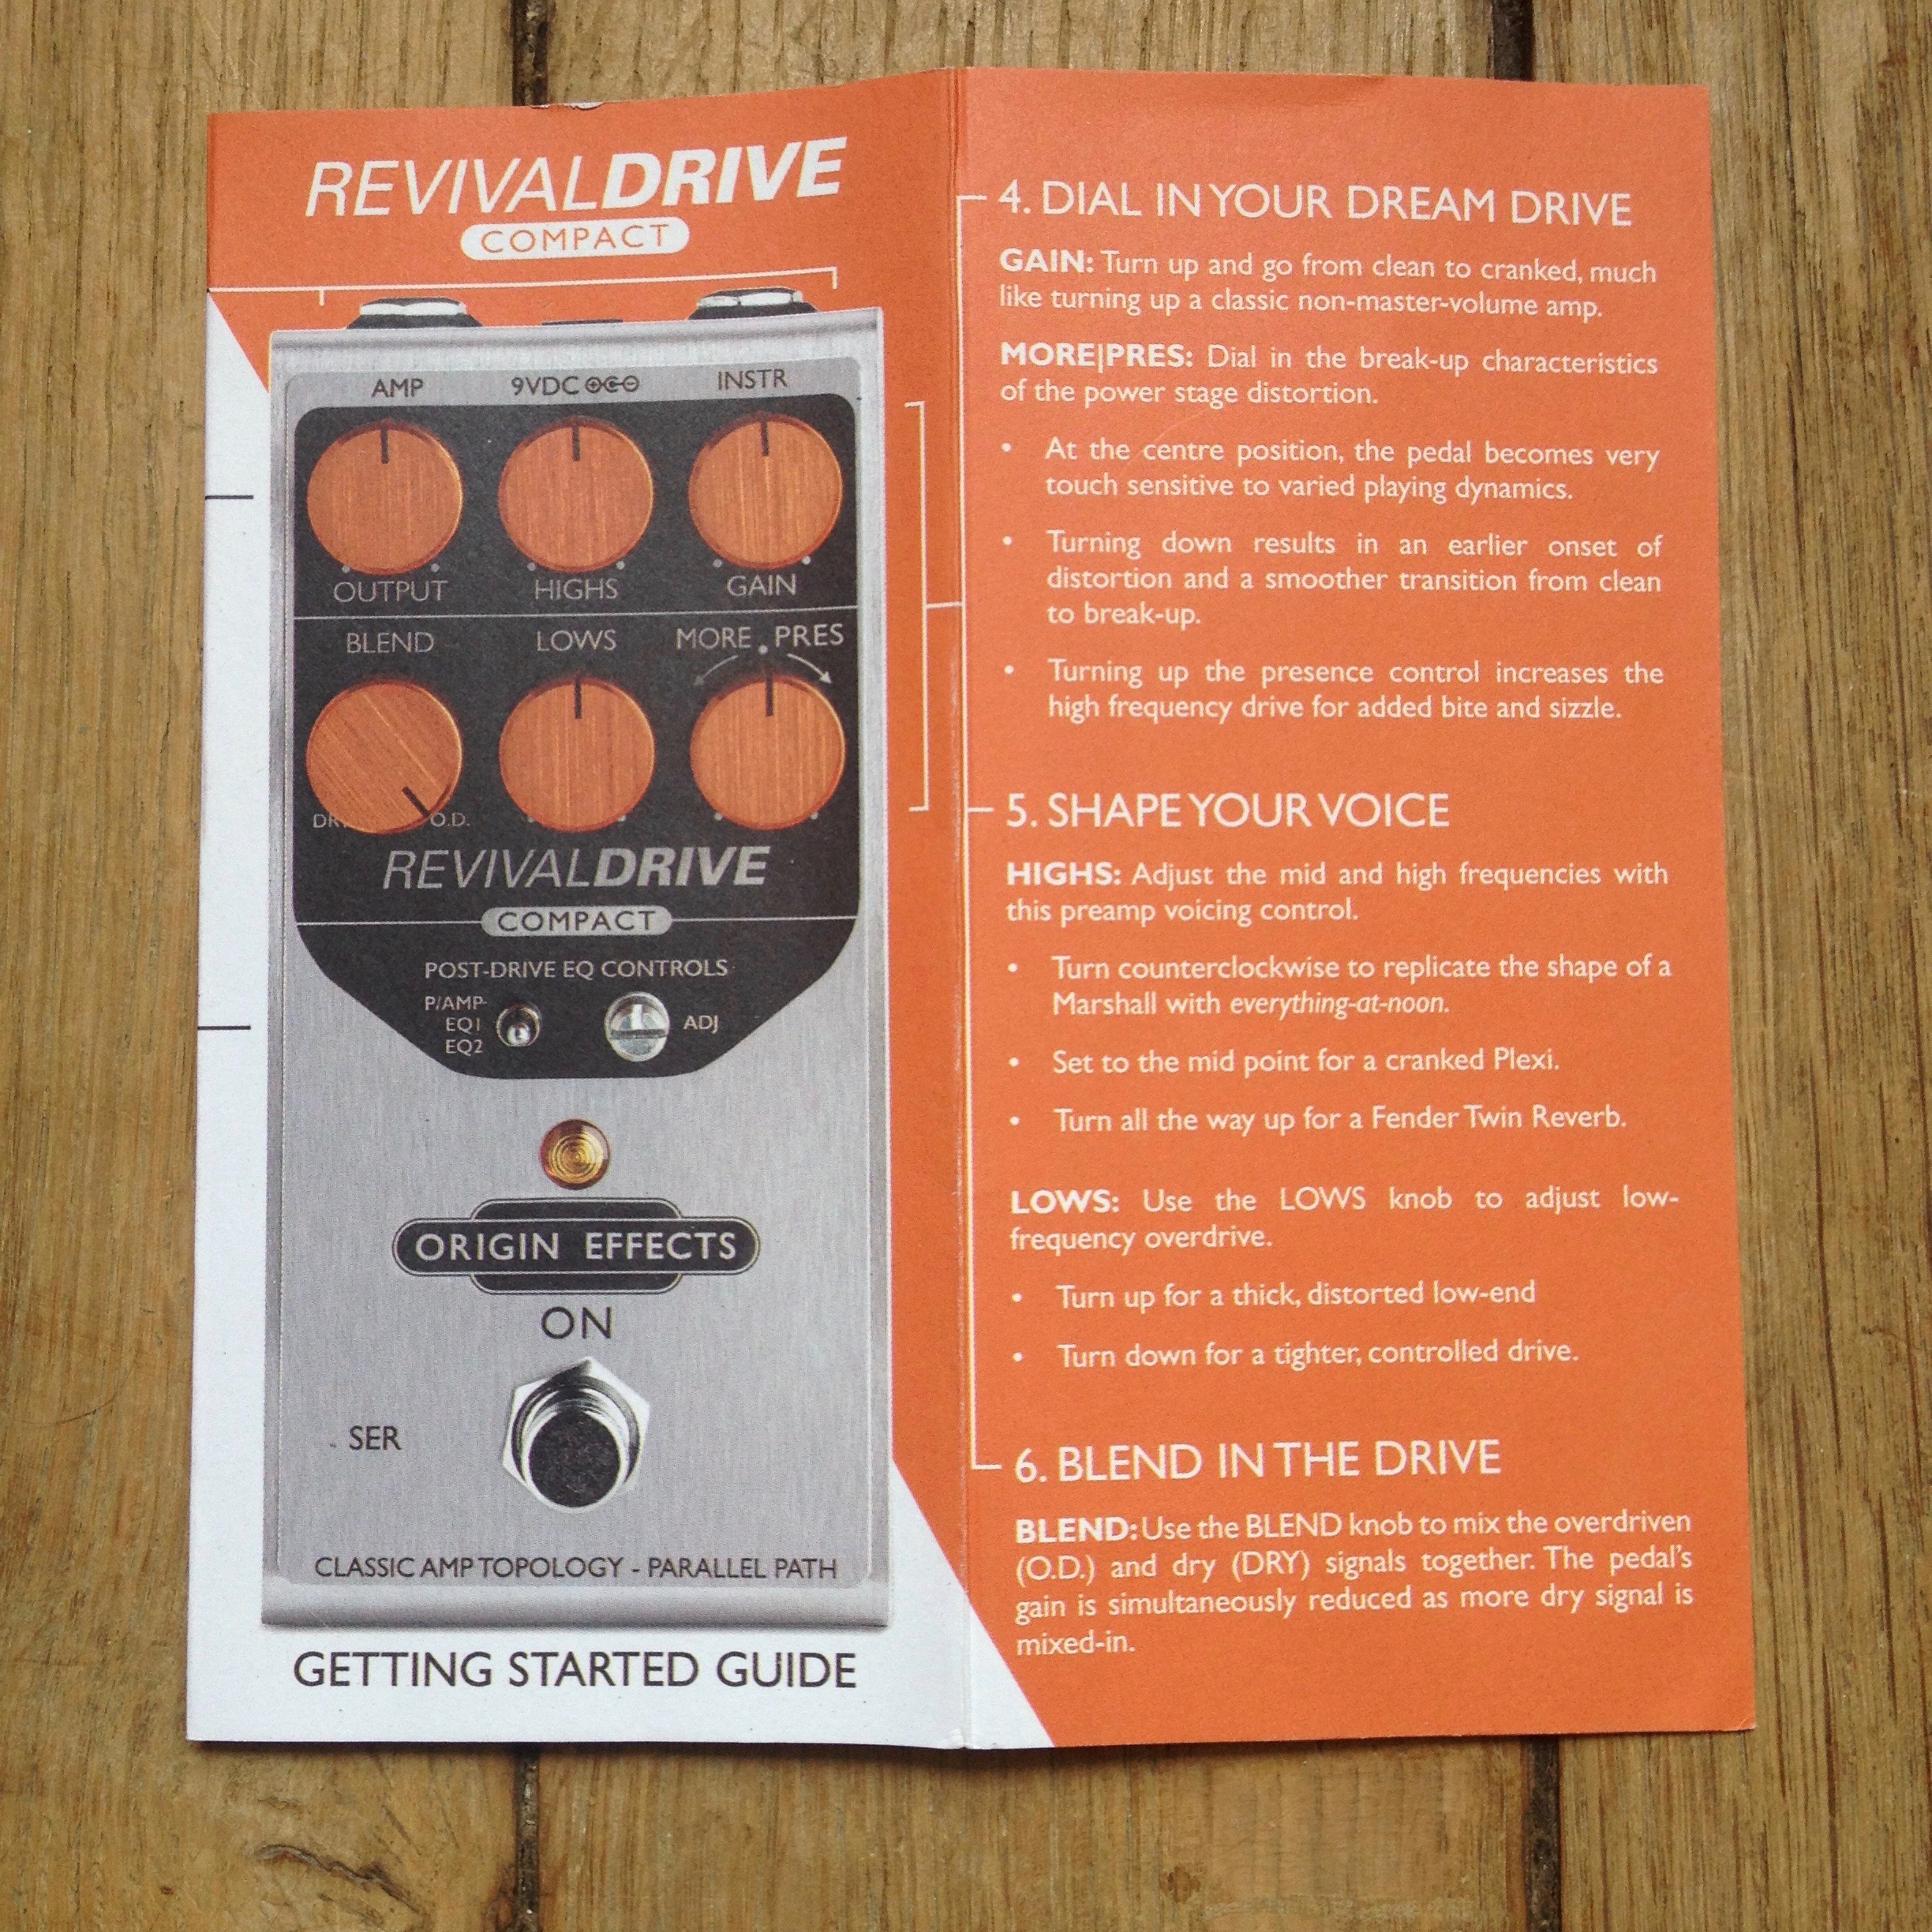 REVIVALDRIVE
COMPACT
AMP 9VDC INSTR
OUTPUT HIGHS GAIN
BLEND LOWS MORE PRES
O.D.
REVIVALDRIVE
COMPACT
POST-DRIVE EQ CONTROLS
P/AMP
EQ1
EQ2
ADJ
ORIGIN EFFECTS
ON
SER
CLASSIC AMP TOPOLOGY - PARALLEL PATH
GETTING STARTED GUIDE
4. DIAL IN YOUR DREAM DRIVE
GAIN: Turn up and go from clean to cranked, much
like turning up a classic non-master-volume amp.
MORE|PRES: Dial in the break-up characteristics
of the power stage distortion.
• At the centre position, the pedal becomes very
touch sensitive to varied playing dynamics.
• Turning down results in an earlier onset of
distortion and a smoother transition from clean
to break-up.
• Turning up the presence control increases the
high frequency drive for added bite and sizzle.
5. SHAPE YOUR VOICE
HIGHS: Adjust the mid and high frequencies with
this preamp voicing control.
• Turn counterclockwise to replicate the shape of a
Marshall with everything-at-noon.
• Set to the mid point for a cranked Plexi.
• Turn all the way up for a Fender Twin Reverb.
LOWS: Use the LOWS knob to adjust low-
frequency overdrive.
• Turn up for a thick, distorted low-end
• Turn down for a tighter, controlled drive.
6. BLEND IN THE DRIVE
BLEND: Use the BLEND knob to mix the overdriven
(O.D.) and dry (DRY) signals together. The pedal's
gain is simultaneously reduced as more dry signal is
mixed-in.